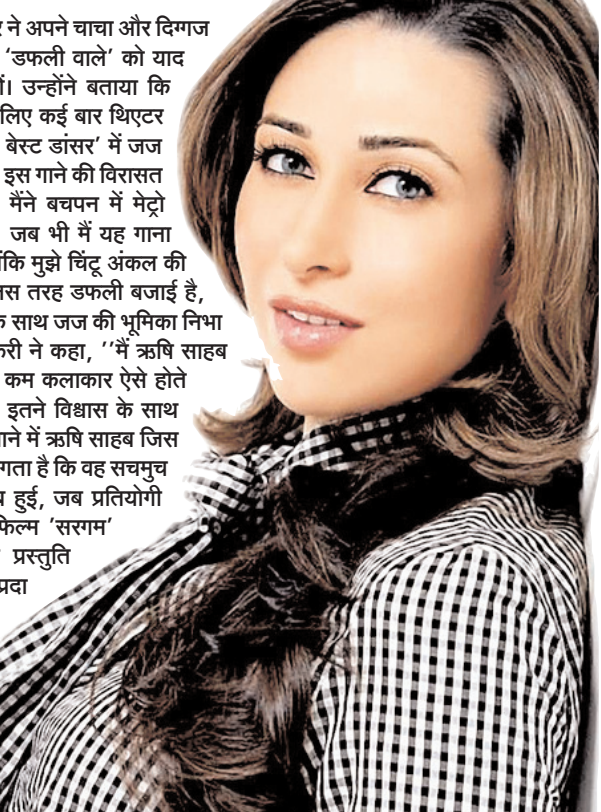 ने अपने चाचा और दिग्गज
'डफली वाले' को याद
उन्होंने बताया कि
लिए कई बार थिएटर
बेस्ट डांसर' में जज
इस गाने की विरासत
मैंने बचपन में मेट्रो
जब भी मैं यह गाना
मुझे चिंटू अंकल की
तरह डफली बजाई है,
साथ जज की भूमिका निभा
ने कहा, ''मैं ऋषि साहब
कम कलाकार ऐसे होते
इतने विश्वास के साथ
में ऋषि साहब जिस
है कि वह सचमुच
हुई, जब प्रतियोगी
फिल्म 'सरगम'
प्रस्तुति
प्रदा